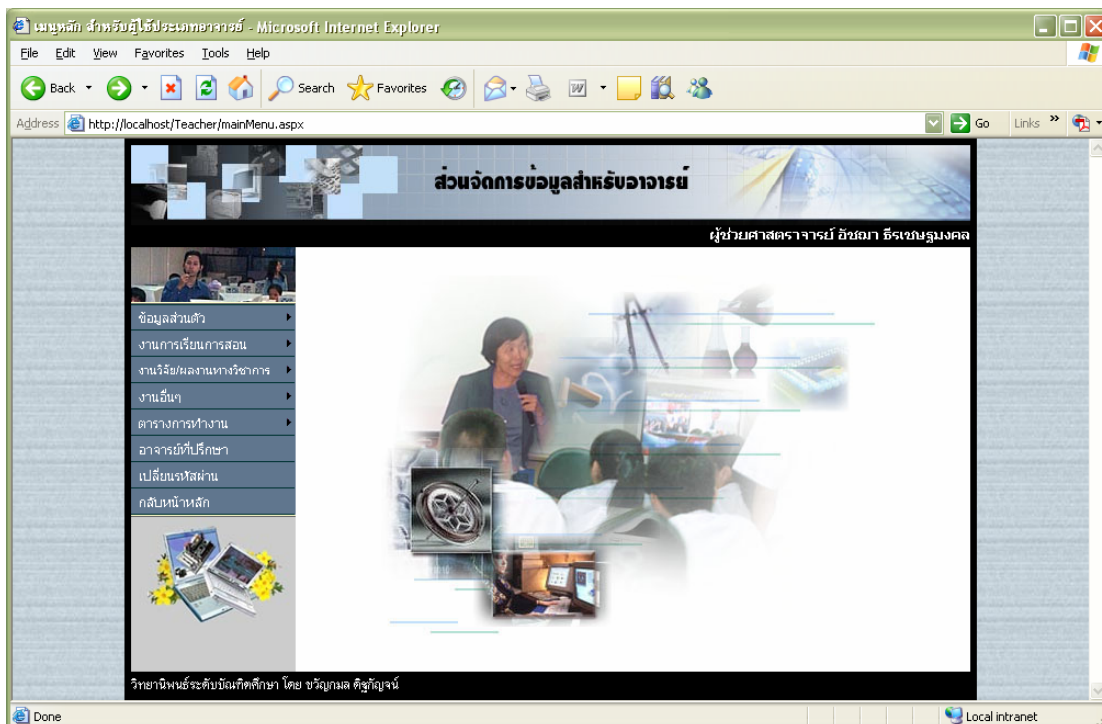 เมนูหลัก สำหรับผู้ใช้ประเภทอาจารย์ - Microsoft Internet Explorer
File Edit View Favorites Tools Help
Back Search Favorites
Address http://localhost/Teacher/mainMenu.aspx Go Links
ส่วนจัดการข้อมูลสำหรับอาจารย์
ผู้ช่วยศาสตราจารย์ อัชฌา ธีรเชษฐมงคล
ข้อมูลส่วนตัว
งานการเรียนการสอน
งานวิจัย/ผลงานทางวิชาการ
งานอื่นๆ
ตารางการทำงาน
อาจารย์ที่ปรึกษา
เปลี่ยนรหัสผ่าน
กลับหน้าหลัก
วิทยานิพนธ์ระดับบัณฑิตศึกษา โดย ขวัญกมล ดิฐกัญจน์
Done Local intranet